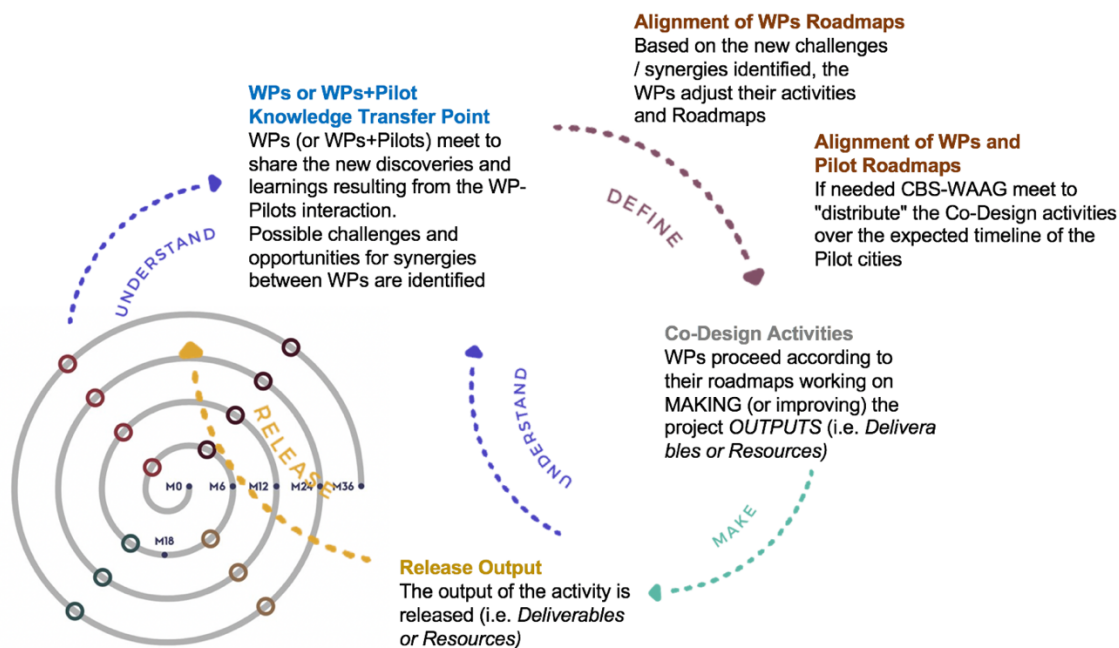 Alignment of WPs Roadmaps
Based on the new challenges
/ synergies identified, the
WPs adjust their activities
and Roadmaps
WPs or WPs+Pilot
Knowledge Transfer Point
WPs (or WPs+Pilots) meet to
share the new discoveries and
learnings resulting from the WP-
Pilots interaction.
Possible challenges and
opportunities for synergies
between WPs are identified
Alignment of WPs and
Pilot Roadmaps
If needed CBS-WAAG meet to
"distribute" the Co-Design activities
over the expected timeline of the
Pilot cities
DEFINE
UNDERSTAND
Co-Design Activities
WPs proceed according to
their roadmaps working on
MAKING (or improving) the
project OUTPUTS (i.e. Delivera
bles or Resources)
UNDERSTAND
RELEASE
M0
M6
M12
M24
M36
M18
MAKE
Release Output
The output of the activity is
released (i.e. Deliverables
or Resources)